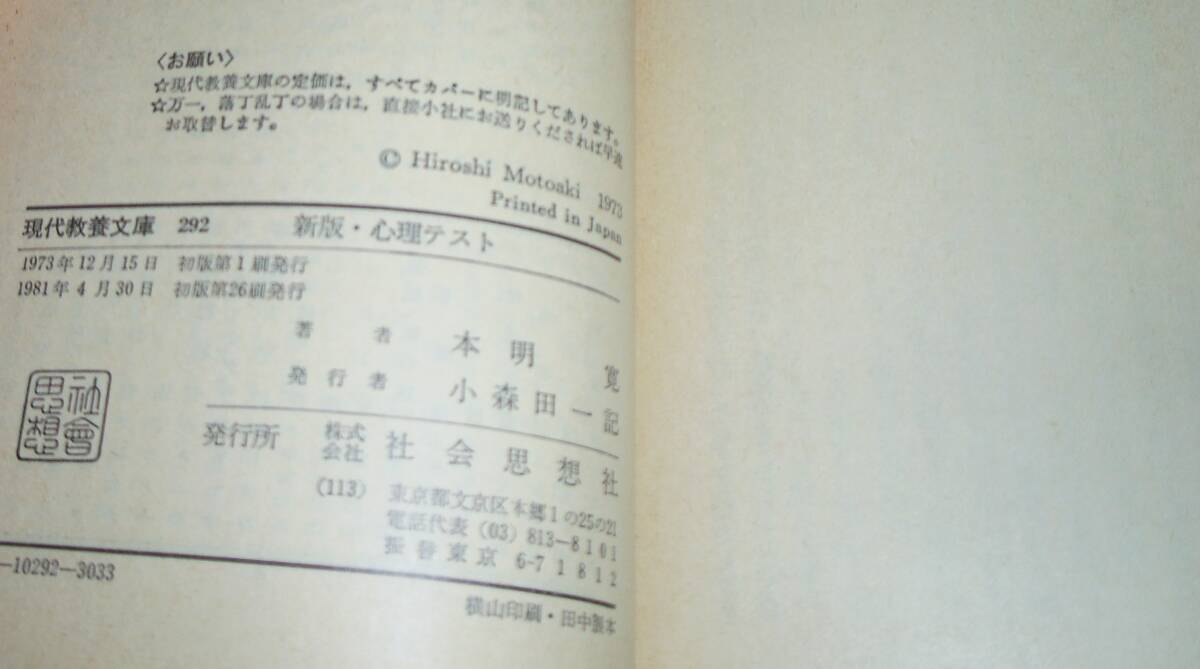 〈お願い〉
☆現代教養文庫の定価は，すべてカバーに明記してあります。
☆万一，落丁乱丁の場合は，直接小社にお送りくだされば早速
お取替します。
© Hiroshi Motoaki 1973
Printed in Japan
現代教養文庫 292 新版・心理テスト
1973年12月15日 初版第1刷発行
1981年4月30日 初版第26刷発行
著者 本明 寛
発行者 小森田一記
発行所 株式会社 社会思想社
(113) 東京都文京区本郷1の25の21
電話代表 (03) 813―8101
振替東京 6-71812
社會思想
―10292―3033
横山印刷・田中製本